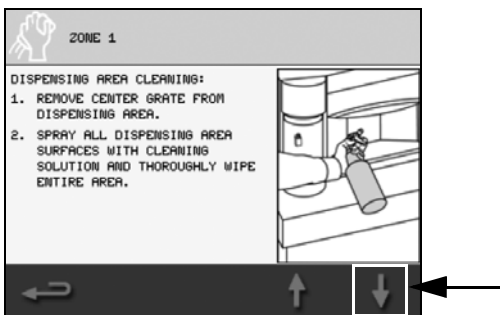 ZONE 1
DISPENSING AREA CLEANING:
1. REMOVE CENTER GRATE FROM
DISPENSING AREA.
2. SPRAY ALL DISPENSING AREA
SURFACES WITH CLEANING
SOLUTION AND THOROUGHLY WIPE
ENTIRE AREA.